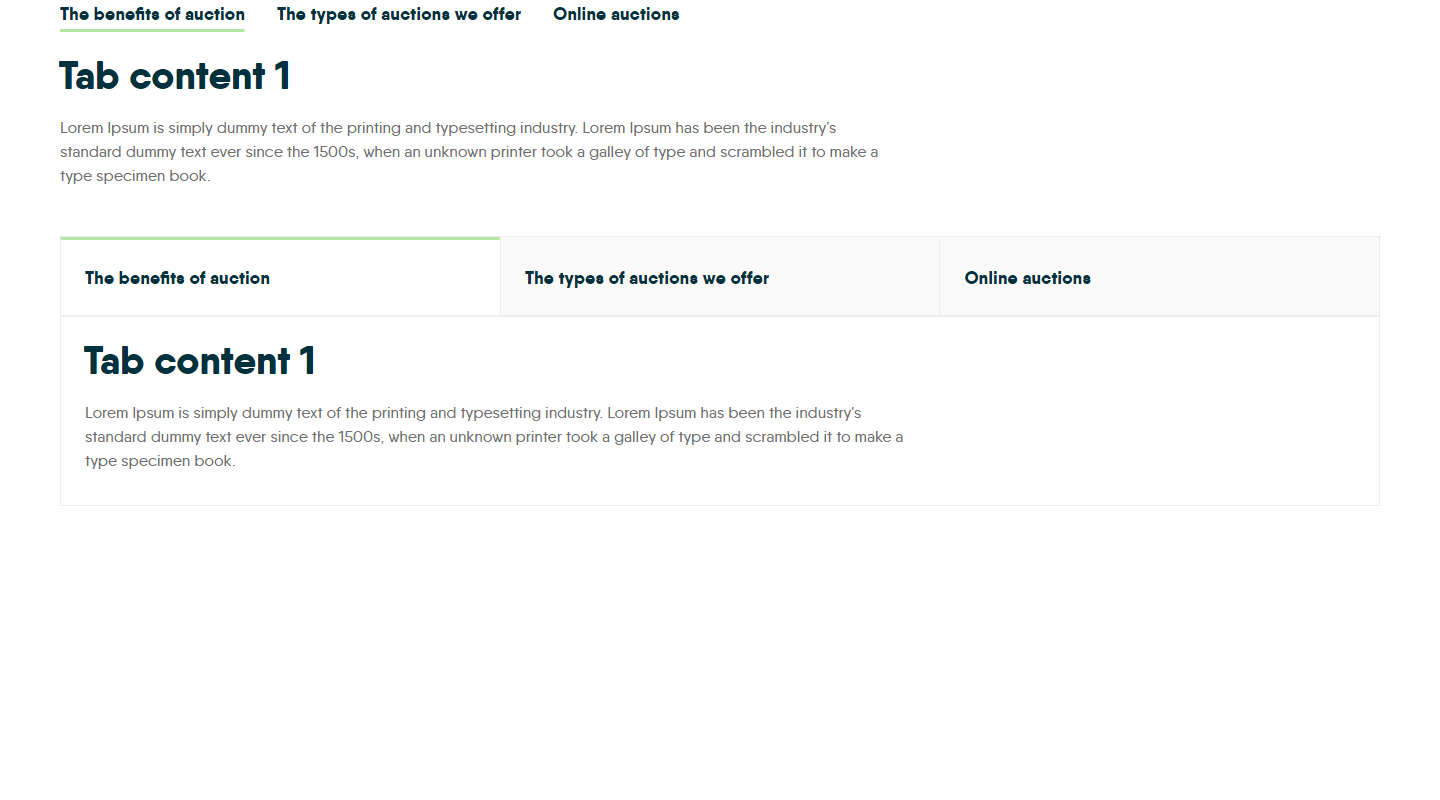 The benefits of auction The types of auctions we offer Online auctions
Tab content 1
Lorem Ipsum is simply dummy text of the printing and typesetting industry. Lorem Ipsum has been the industry's
standard dummy text ever since the 1500s, when an unknown printer took a galley of type and scrambled it to make a
type specimen book.
The benefits of auction The types of auctions we offer Online auctions
Tab content 1
Lorem Ipsum is simply dummy text of the printing and typesetting industry. Lorem Ipsum has been the industry's
standard dummy text ever since the 1500s, when an unknown printer took a galley of type and scrambled it to make a
type specimen book.